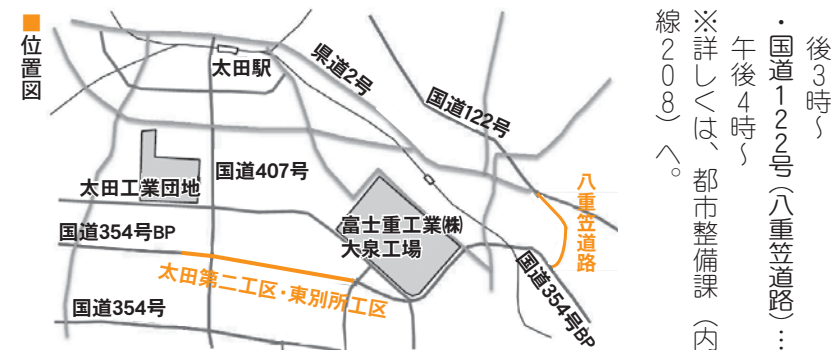 後3時～
・国道122号（八重笠道路）…
午後4時～
※詳しくは、都市整備課（内
線208）へ。
■位置図
太田駅
県道2号
国道122号
国道407号
太田工業団地
八重笠道路
富士重工業㈱
大泉工場
国道354号BP
太田第二工区・東別所工区
国道354号BP
国道354号